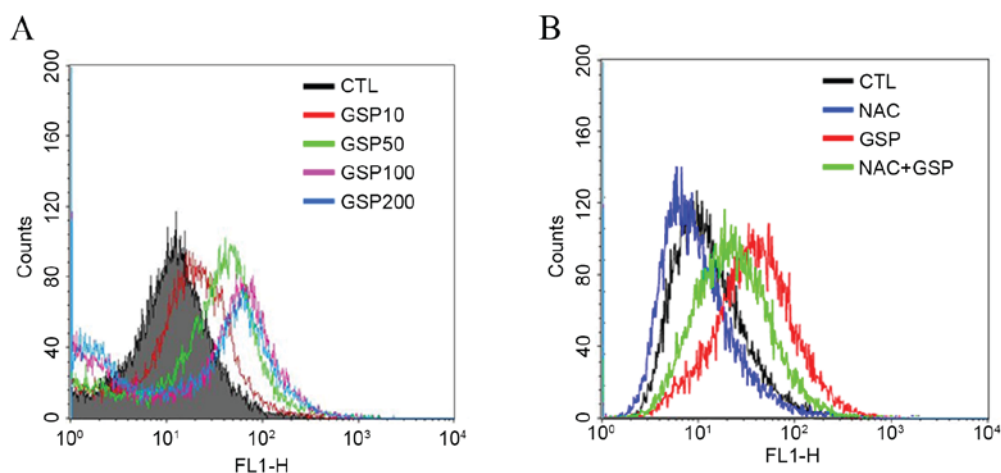 A
Counts
200
160
120
80
40
0
CTL
GSP10
GSP50
GSP100
GSP200
10⁰ 10¹ 10² 10³ 10⁴
FL1-H
B
Counts
200
160
120
80
40
0
CTL
NAC
GSP
NAC+GSP
10⁰ 10¹ 10² 10³ 10⁴
FL1-H